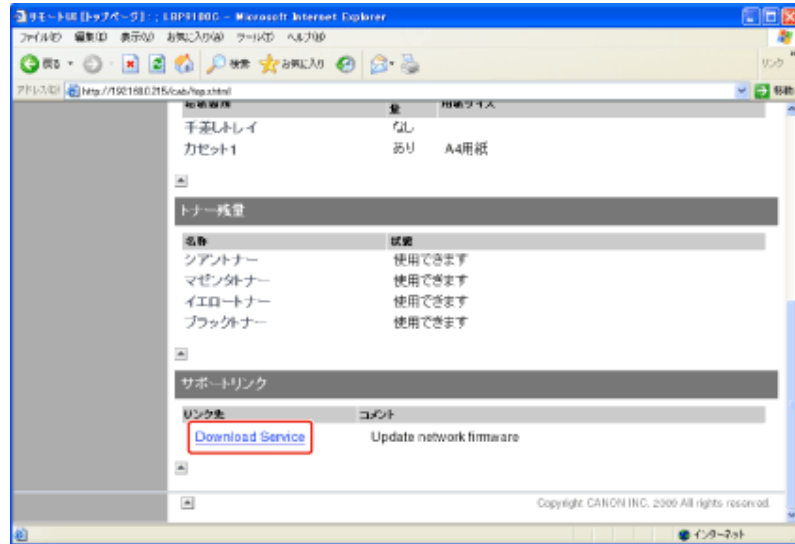 リモートUI [トップページ] : ; LBP9100C - Microsoft Internet Explorer
ファイル(F) 編集(E) 表示(V) お気に入り(A) ツール(T) ヘルプ(H)
戻る 検索 お気に入り リンク
アドレス(D) http://192.168.0.215/cab/top.shtml 移動
量 用紙サイズ
手差しトレイ なし
カセット1 あり A4用紙
トナー残量
名称 状態
シアントナー 使用できます
マゼンタトナー 使用できます
イエロートナー 使用できます
ブラックトナー 使用できます
サポートリンク
リンク先 コメント
Download Service Update network firmware
Copyright CANON INC. 2009 All rights reserved.
インターネット